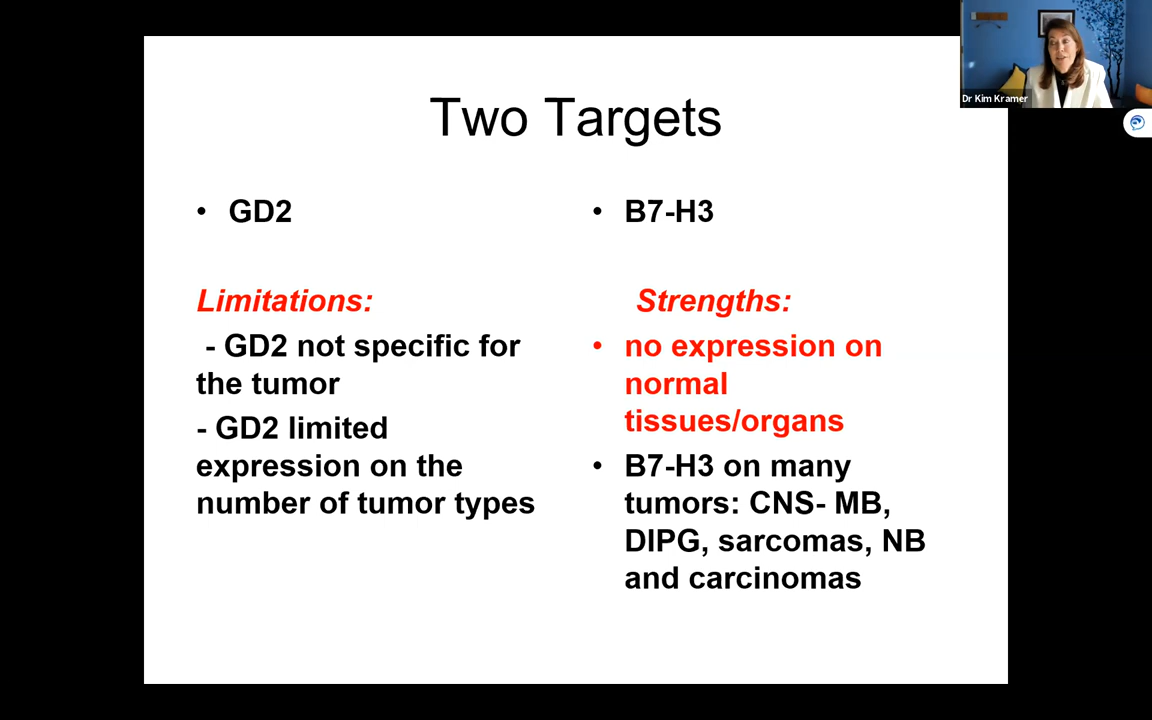 Dr Kim Kramer
Two Targets
• GD2
Limitations:
- GD2 not specific for
the tumor
- GD2 limited
expression on the
number of tumor types
• B7-H3
Strengths:
• no expression on
normal
tissues/organs
• B7-H3 on many
tumors: CNS- MB,
DIPG, sarcomas, NB
and carcinomas